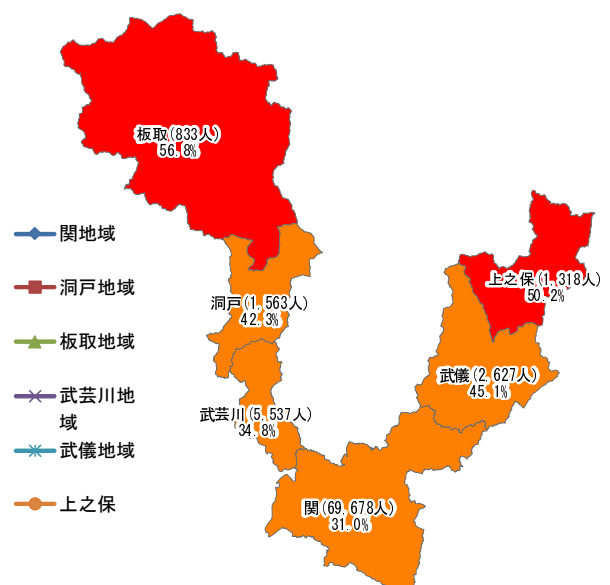 板取(833人)
56.8%
上之保(1,318人)
50.2%
洞戸(1,563人)
42.3%
武儀(2,627人)
45.1%
武芸川(5,537人)
34.8%
関(69,678人)
31.0%
関地域
洞戸地域
板取地域
武芸川地
域
武儀地域
上之保